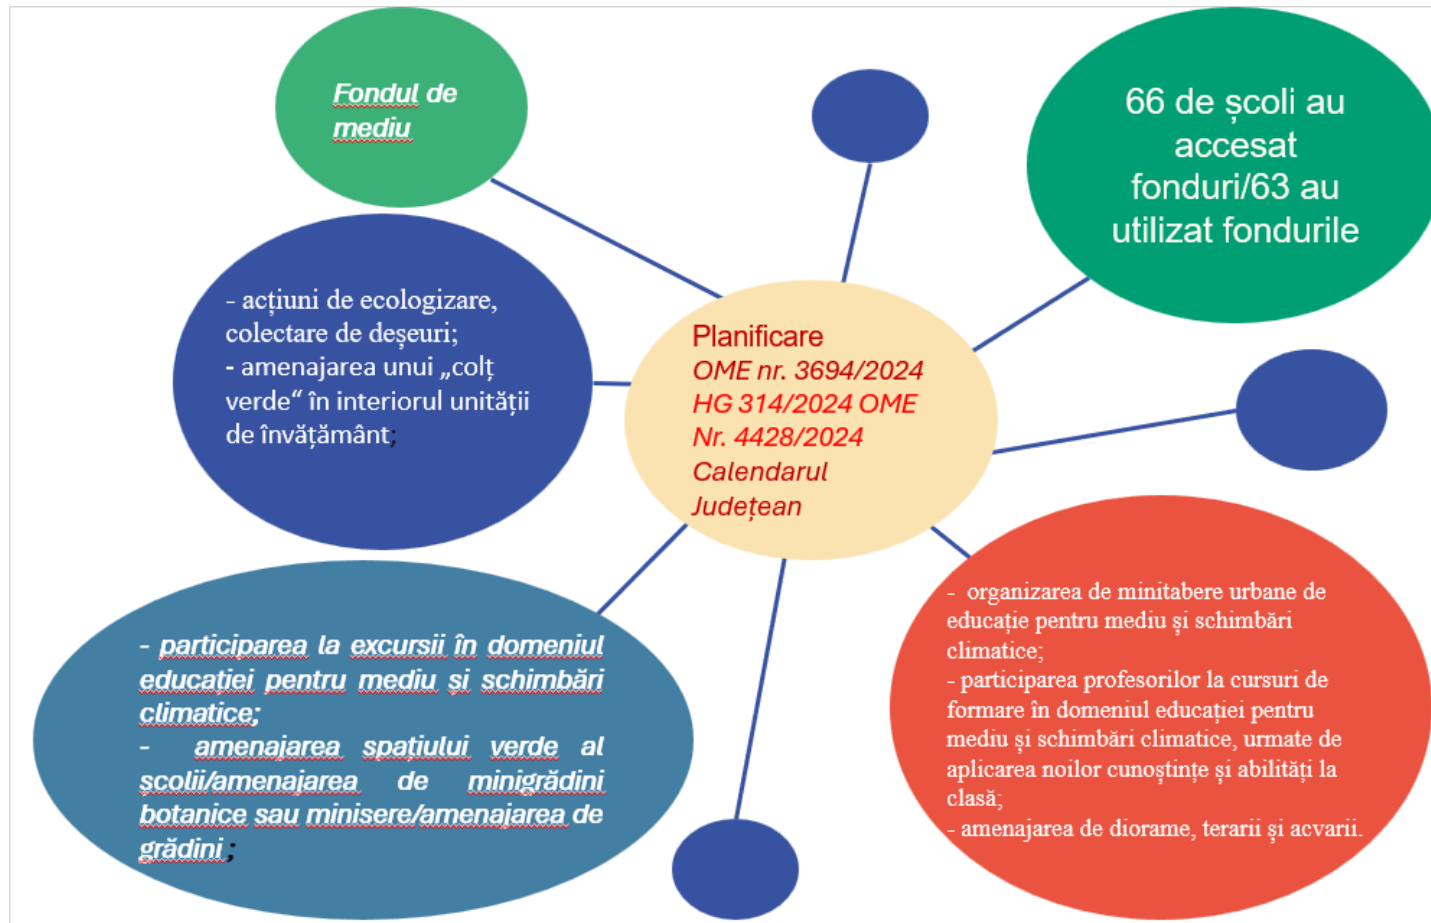 Fondul de
mediu
66 de școli au
accesat
fonduri/63 au
utilizat fondurile
- acțiuni de ecologizare,
colectare de deșeuri;
- amenajarea unui „colț
verde“ în interiorul unității
de învățământ;
Planificare
OME nr. 3694/2024
HG 314/2024 OME
Nr. 4428/2024
Calendarul
Județean
- participarea la excursii în domeniul
educației pentru mediu și schimbări
climatice;
- amenajarea spațiului verde al
școlii/amenajarea de minigrădini
botanice sau minisere/amenajarea de
grădini ;
- organizarea de minitabere urbane de
educație pentru mediu și schimbări
climatice;
- participarea profesorilor la cursuri de
formare în domeniul educației pentru
mediu și schimbări climatice, urmate de
aplicarea noilor cunoștințe și abilități la
clasă;
- amenajarea de diorame, terarii și acvarii.